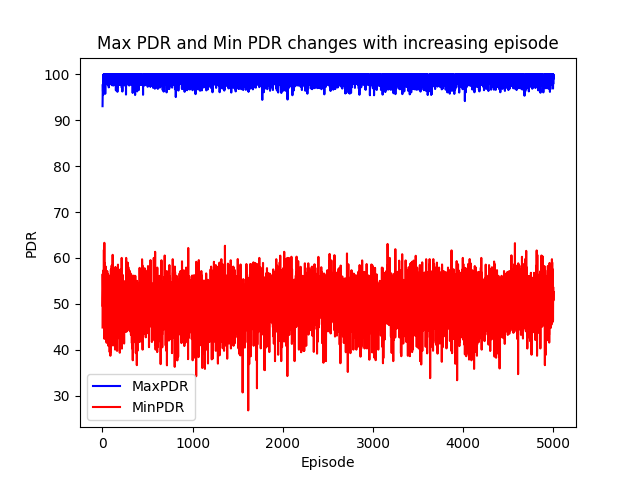 Max PDR and Min PDR changes with increasing episode
100
90
80
70
60
50
40
30
PDR
MaxPDR
MinPDR
0 1000 2000 3000 4000 5000
Episode